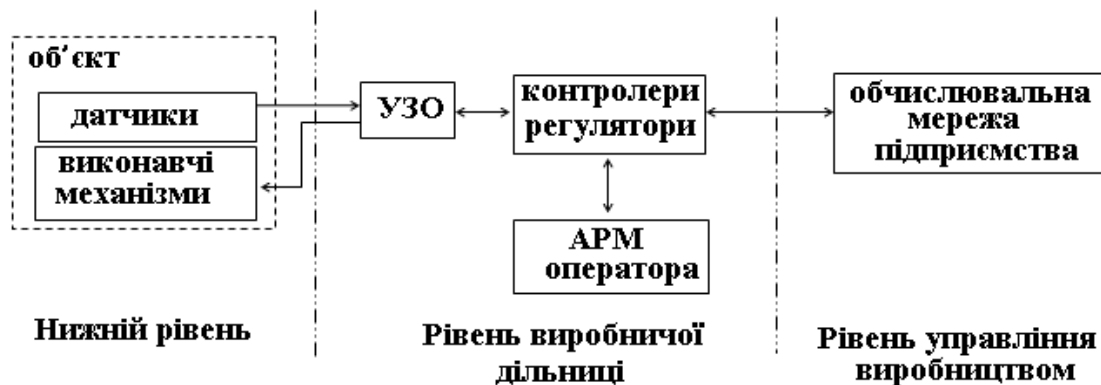 об’єкт
датчики
виконавчі
механізми
УЗО
контролери
регулятори
АРМ
оператора
обчислювальна
мережа
підприємства
Нижній рівень
Рівень виробничої
дільниці
Рівень управління
виробництвом